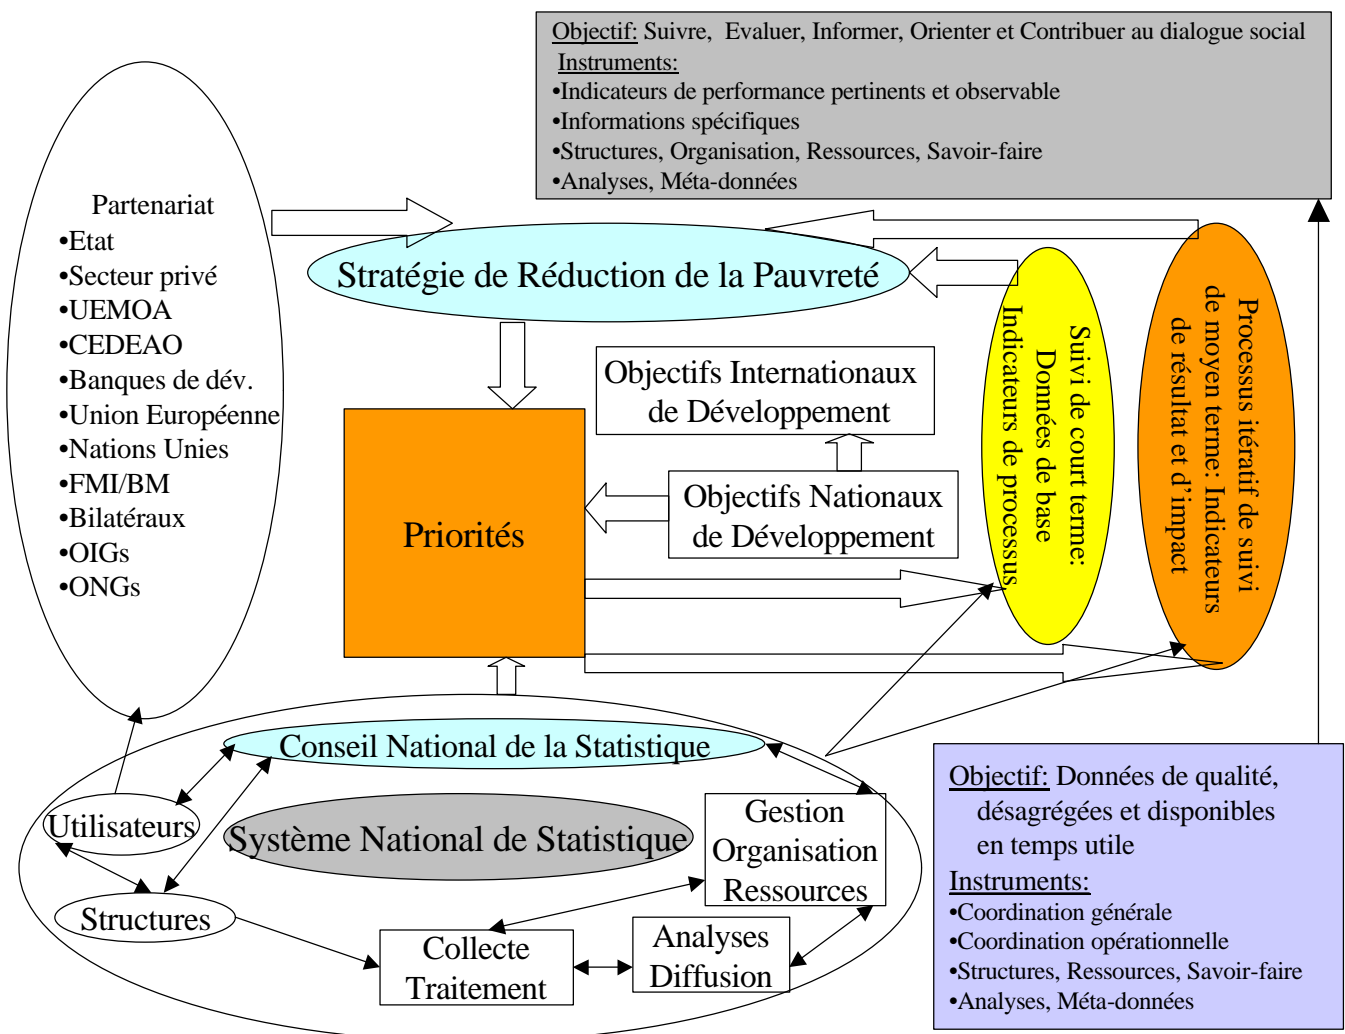 Objectif: Suivre, Evaluer, Informer, Orienter et Contribuer au dialogue social
Instruments:
•Indicateurs de performance pertinents et observable
•Informations spécifiques
•Structures, Organisation, Ressources, Savoir-faire
•Analyses, Méta-données
Partenariat
•Etat
•Secteur privé
•UEMOA
•CEDEAO
•Banques de dév.
•Union Européenne
•Nations Unies
•FMI/BM
•Bilatéraux
•OIGs
•ONGs
Stratégie de Réduction de la Pauvreté
Objectifs Internationaux
de Développement
Objectifs Nationaux
de Développement
Priorités
Suivi de court terme:
Données de base
Indicateurs de processus
Processus itératif de suivi
de moyen terme: Indicateurs
de résultat et d’impact
Conseil National de la Statistique
Utilisateurs
Système National de Statistique
Structures
Gestion
Organisation
Ressources
Collecte
Traitement
Analyses
Diffusion
Objectif: Données de qualité,
désagrégées et disponibles
en temps utile
Instruments:
•Coordination générale
•Coordination opérationnelle
•Structures, Ressources, Savoir-faire
•Analyses, Méta-données